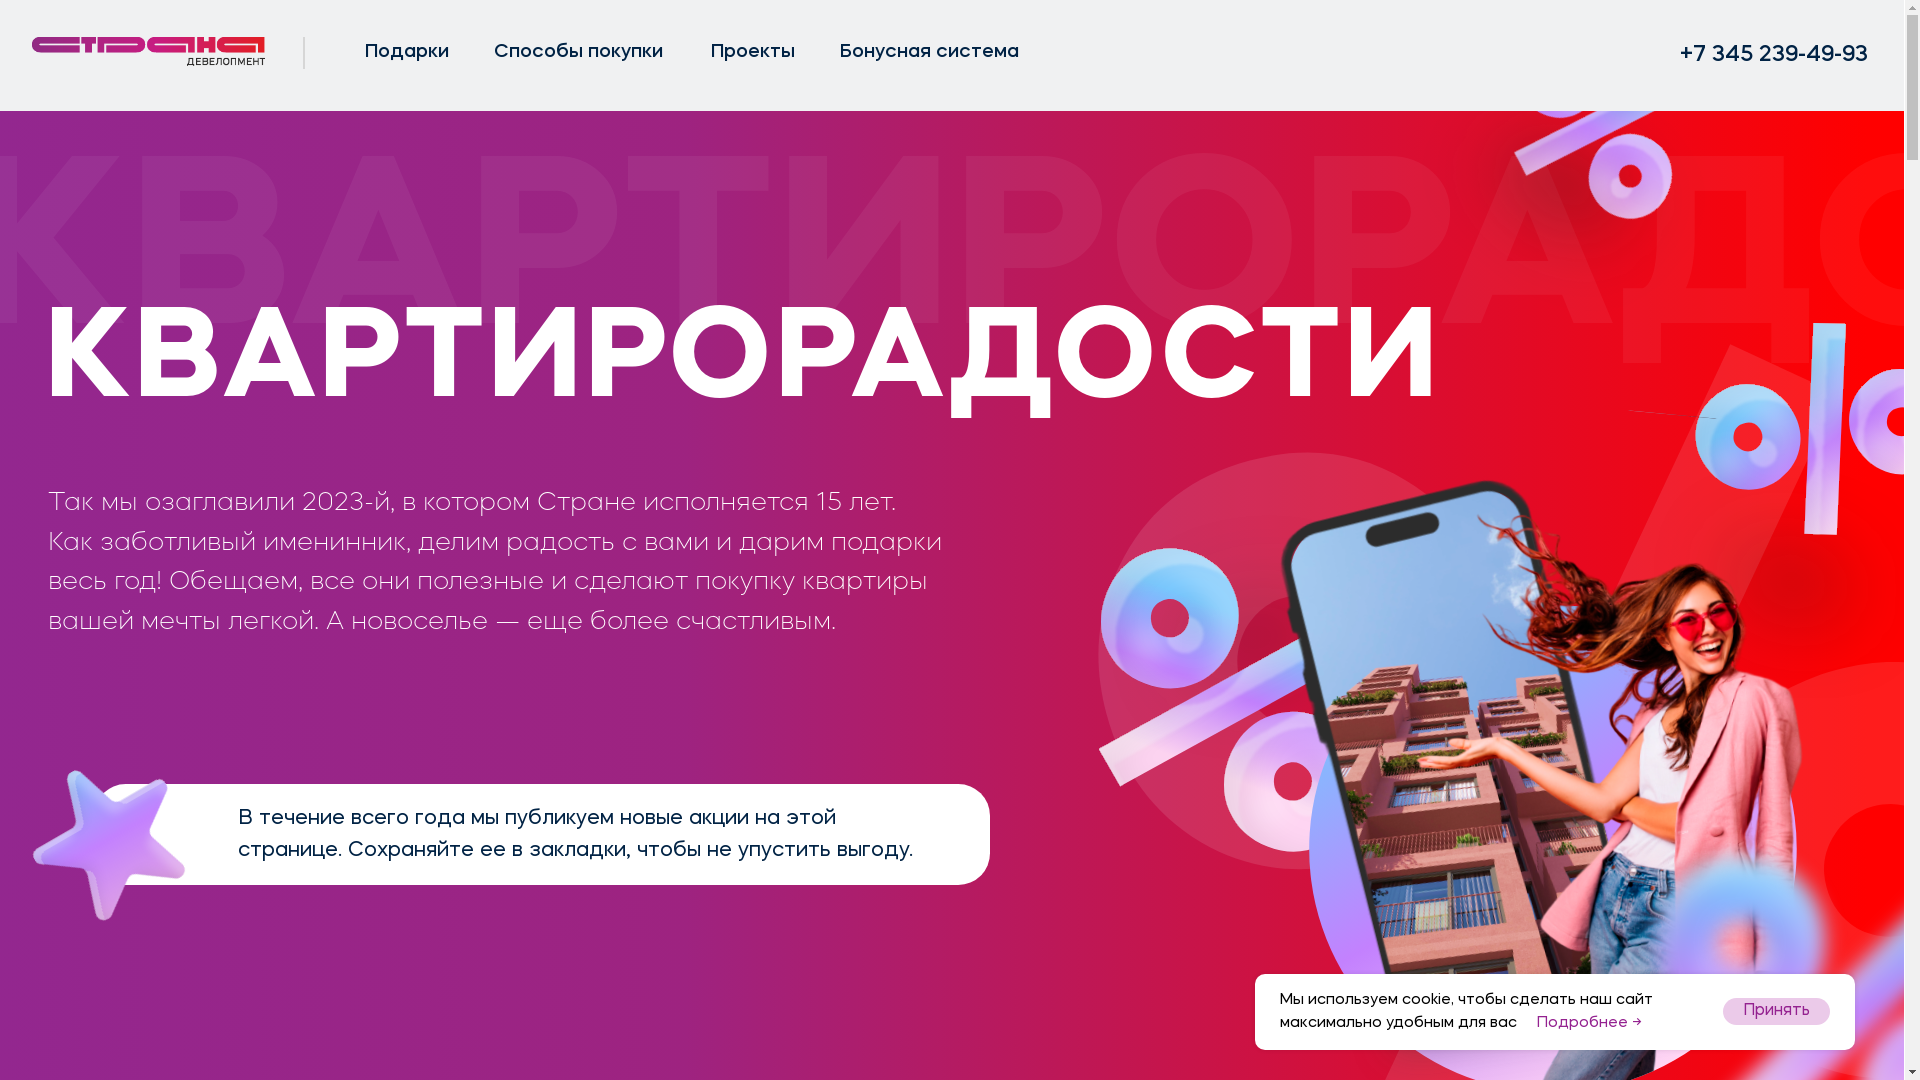 страна
ДЕВЕЛОПМЕНТ
Подарки
Способы покупки
Проекты
Бонусная система
+7 345 239-49-93
КВАРТИРОРАДО
КВАРТИРОРАДОСТИ
Так мы озаглавили 2023-й, в котором Стране исполняется 15 лет.
Как заботливый именинник, делим радость с вами и дарим подарки
весь год! Обещаем, все они полезные и сделают покупку квартиры
вашей мечты легкой. А новоселье — еще более счастливым.
В течение всего года мы публикуем новые акции на этой
странице. Сохраняйте ее в закладки, чтобы не упустить выгоду.
Мы используем cookie, чтобы сделать наш сайт
максимально удобным для вас Подробнее →
Принять